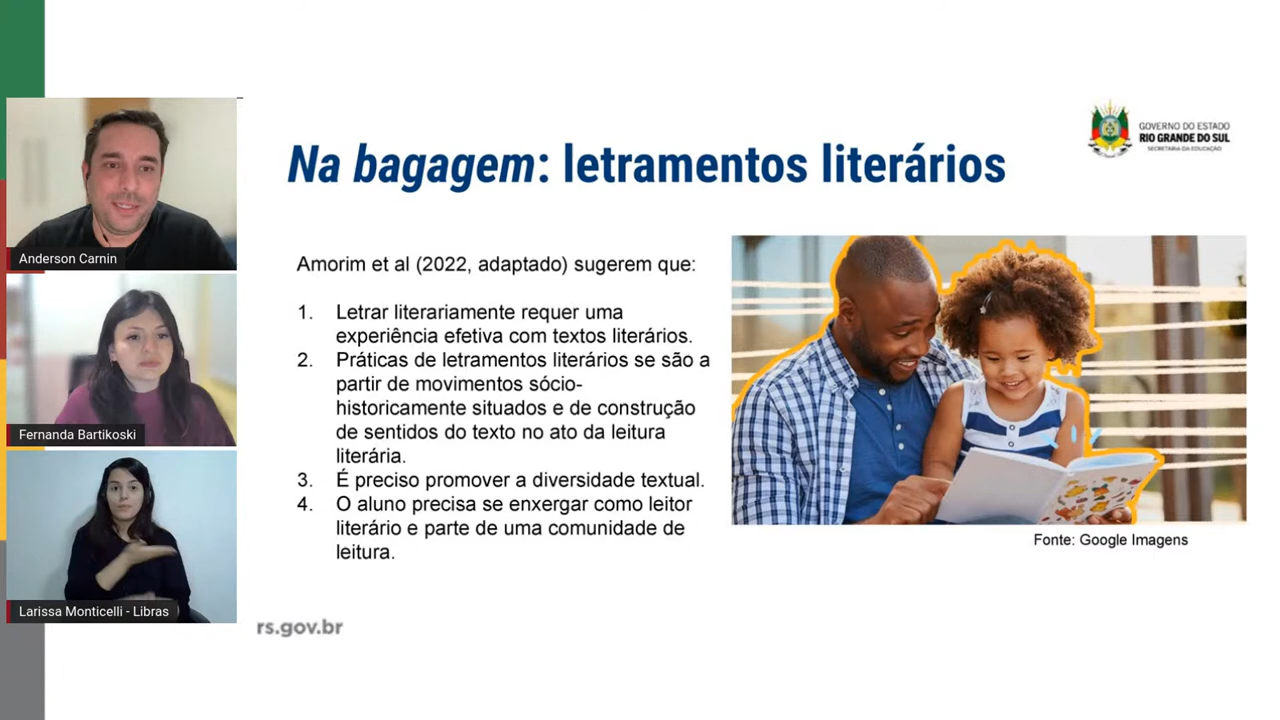 GOVERNO DO ESTADO
RIO GRANDE DO SUL
SECRETARIA DA EDUCAÇÃO
Na bagagem: letramentos literários
Anderson Carnin
Fernanda Bartikoski
Larissa Monticelli - Libras
Amorim et al (2022, adaptado) sugerem que:
1. Letrar literariamente requer uma
experiência efetiva com textos literários.
2. Práticas de letramentos literários se são a
partir de movimentos sócio-
historicamente situados e de construção
de sentidos do texto no ato da leitura
literária.
3. É preciso promover a diversidade textual.
4. O aluno precisa se enxergar como leitor
literário e parte de uma comunidade de
leitura.
Fonte: Google Imagens
rs.gov.br